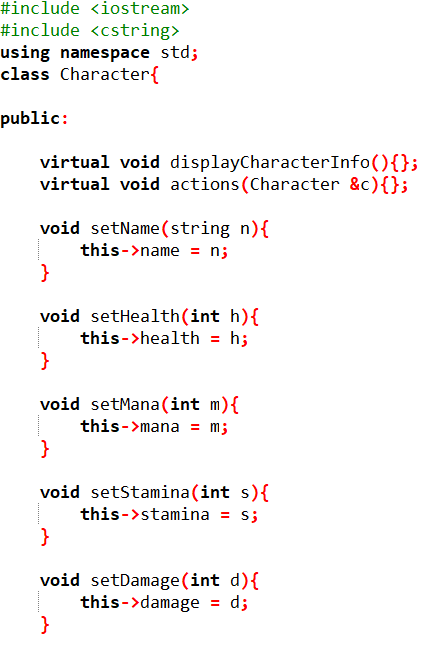 #include <iostream>
#include <cstring>
using namespace std;
class Character{
public:
virtual void displayCharacterInfo(){};
virtual void actions(Character &c){};
void setName(string n){
this->name = n;
}
void setHealth(int h){
this->health = h;
}
void setMana(int m){
this->mana = m;
}
void setStamina(int s){
this->stamina = s;
}
void setDamage(int d){
this->damage = d;
}